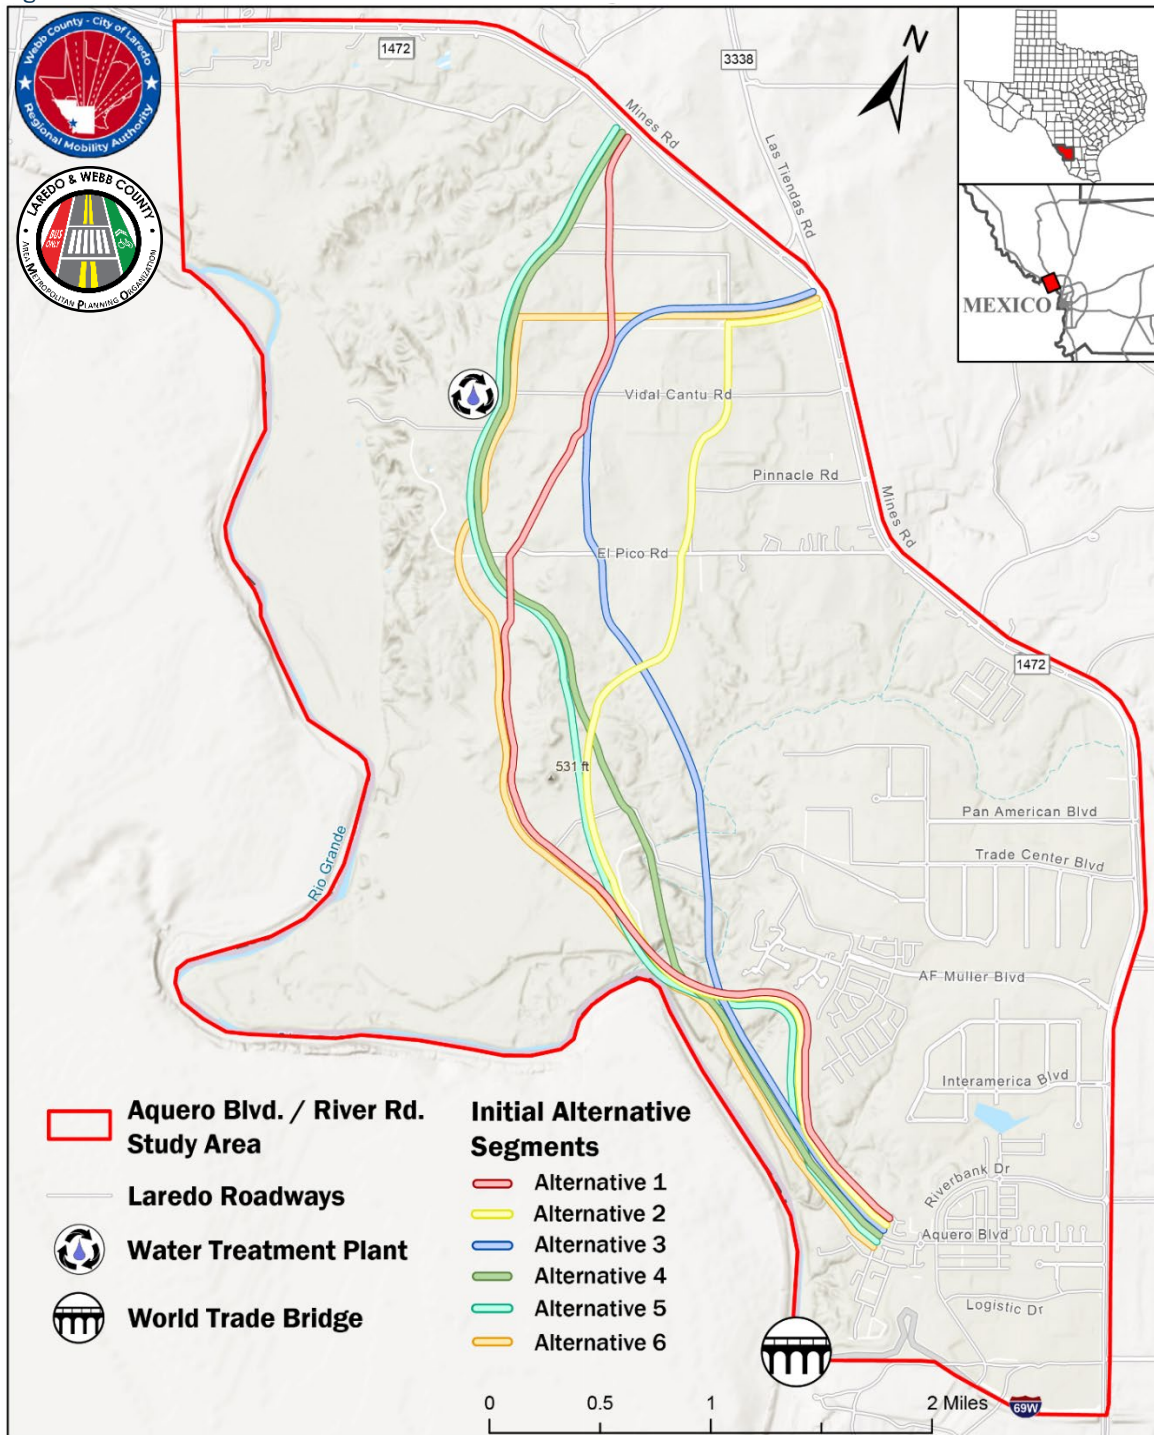 Webb County - City of Laredo
Regional Mobility Authority
LAREDO & WEBB COUNTY
AREA METROPOLITAN PLANNING ORGANIZATION
BUS ONLY
1472
3338
N
Mines Rd
Las Tiendas Rd
MEXICO
Vidal Cantu Rd
Pinnacle Rd
Mines Rd
El Pico Rd
1472
531 ft
Pan American Blvd
Trade Center Blvd
Rio Grande
AF Muller Blvd
Interamerica Blvd
Riverbank Dr
Aquero Blvd
Logistic Dr
Aquero Blvd. / River Rd.
Study Area
Laredo Roadways
Water Treatment Plant
World Trade Bridge
Initial Alternative
Segments
Alternative 1
Alternative 2
Alternative 3
Alternative 4
Alternative 5
Alternative 6
0 0.5 1 2 Miles
69W